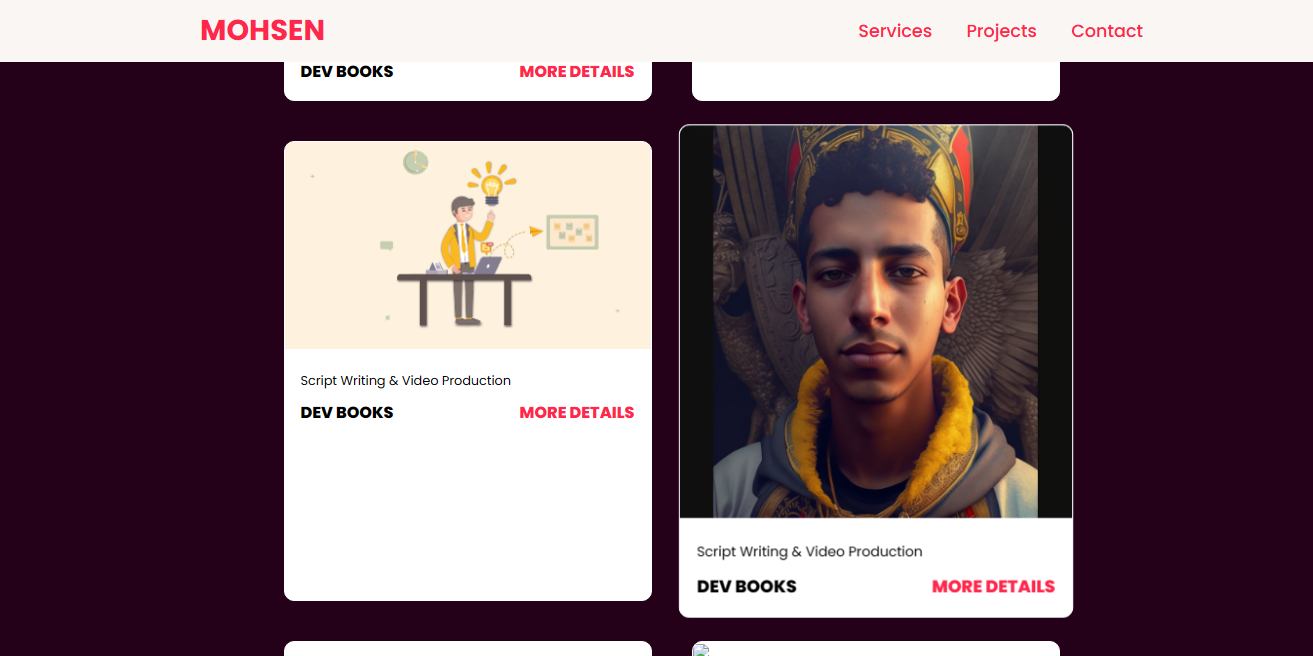 MOHSEN
Services Projects Contact
DEV BOOKS MORE DETAILS
Script Writing & Video Production
DEV BOOKS MORE DETAILS
Script Writing & Video Production
DEV BOOKS MORE DETAILS